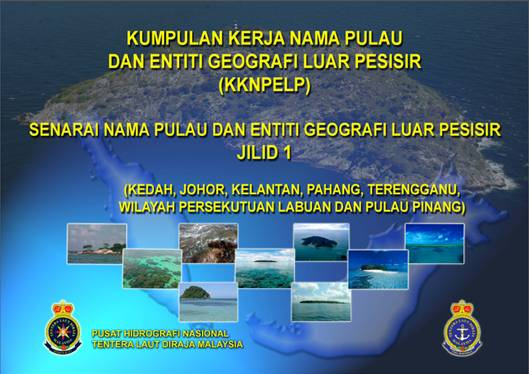 KUMPULAN KERJA NAMA PULAU
DAN ENTITI GEOGRAFI LUAR PESISIR
(KKNPELP)
SENARAI NAMA PULAU DAN ENTITI GEOGRAFI LUAR PESISIR
JILID 1
(KEDAH, JOHOR, KELANTAN, PAHANG, TERENGGANU,
WILAYAH PERSEKUTUAN LABUAN DAN PULAU PINANG)
PUSAT HIDROGRAFI NASIONAL
TENTERA LAUT DIRAJA MALAYSIA